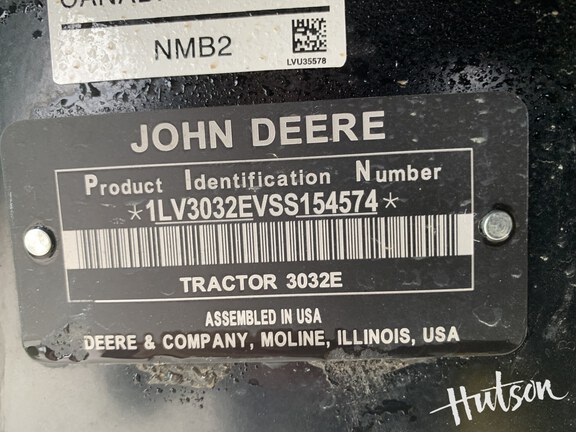 NMB2
LVU35578
JOHN DEERE
Product Identification Number
*1LV3032EVSS154574*
TRACTOR 3032E
ASSEMBLED IN USA
DEERE & COMPANY, MOLINE, ILLINOIS, USA
Hutson